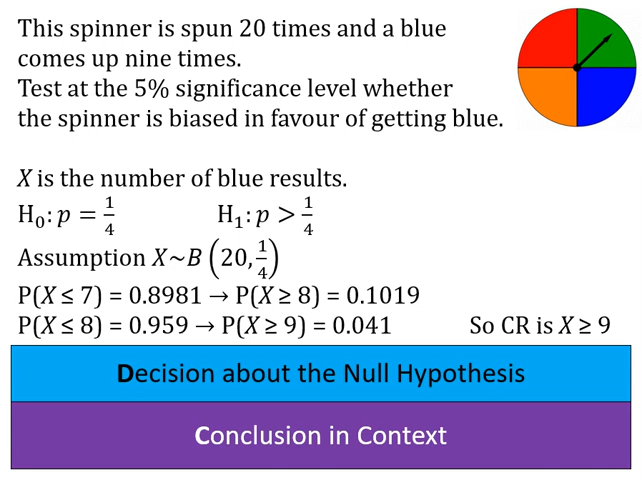 This spinner is spun 20 times and a blue
comes up nine times.
Test at the 5% significance level whether
the spinner is biased in favour of getting blue.
X is the number of blue results.
H₀: p = 1/4 H₁: p > 1/4
Assumption X~B (20, 1/4)
P(X ≤ 7) = 0.8981 → P(X ≥ 8) = 0.1019
P(X ≤ 8) = 0.959 → P(X ≥ 9) = 0.041 So CR is X ≥ 9
Decision about the Null Hypothesis
Conclusion in Context